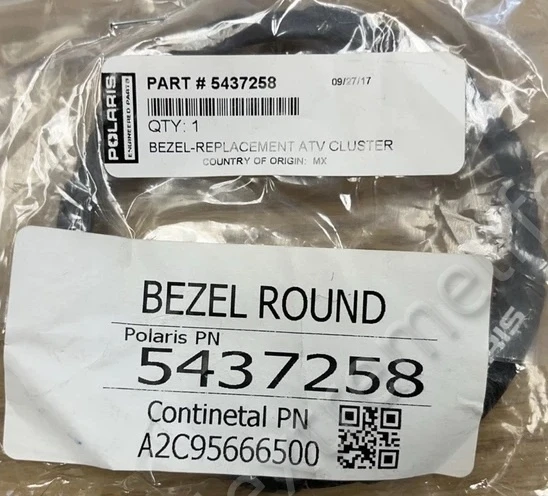 POLARIS
ENGINEERED PARTS
PART # 5437258 09/27/17
QTY: 1
BEZEL-REPLACEMENT ATV CLUSTER
COUNTRY OF ORIGIN: MX
BEZEL ROUND
Polaris PN
5437258
Continetal PN
A2C95666500